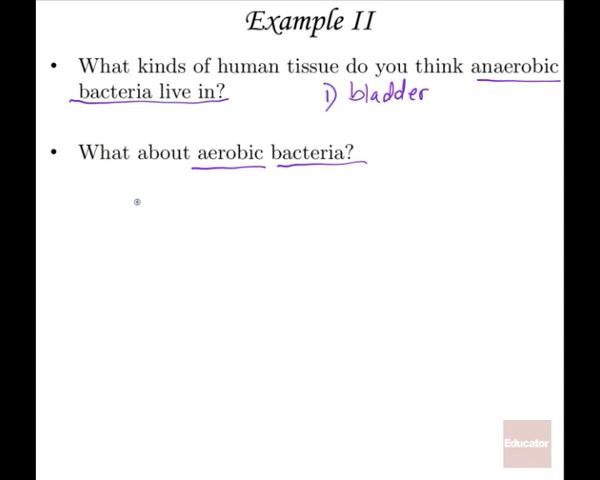 Example II
• What kinds of human tissue do you think anaerobic
bacteria live in? 1) bladder
• What about aerobic bacteria?
Educator